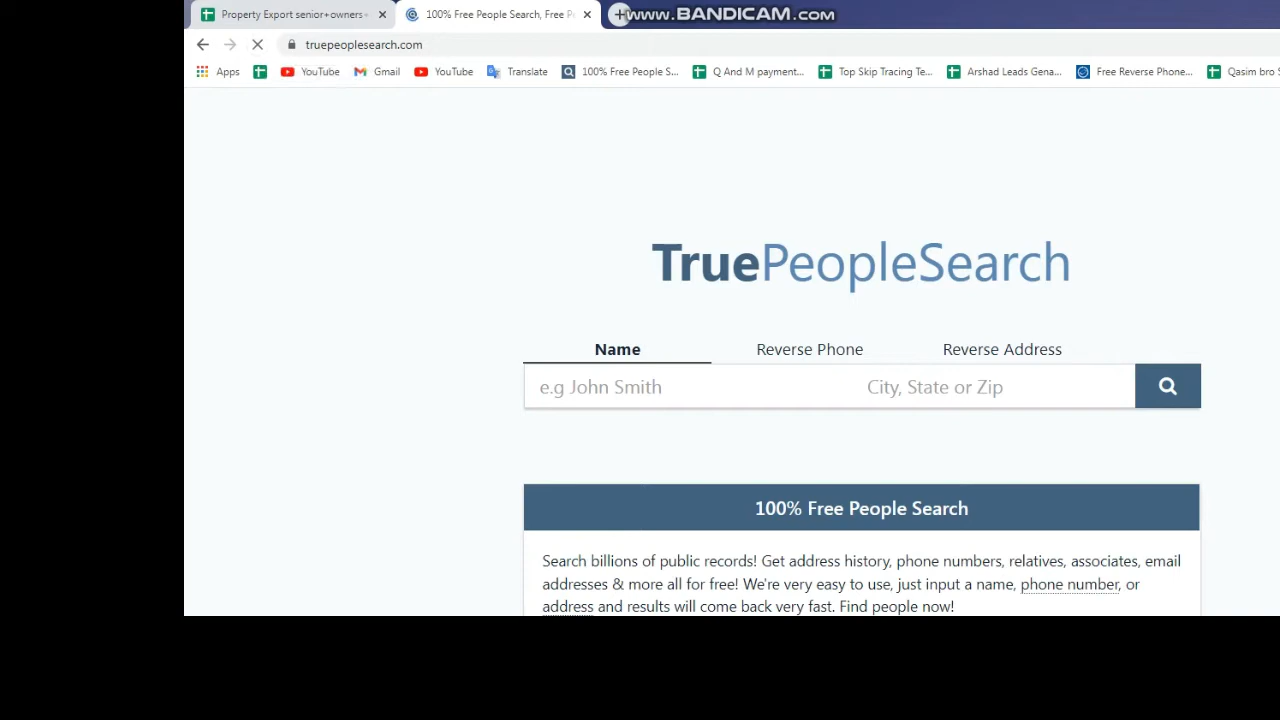 Property Export senior+owners+
100% Free People Search, Free P
www.BANDICAM.com
truepeoplesearch.com
Apps YouTube Gmail YouTube Translate 100% Free People S... Q And M payment... Top Skip Tracing Te... Arshad Leads Gena... Free Reverse Phone... Qasim bro S
TruePeopleSearch
Name Reverse Phone Reverse Address
e.g John Smith City, State or Zip
100% Free People Search
Search billions of public records! Get address history, phone numbers, relatives, associates, email
addresses & more all for free! We're very easy to use, just input a name, phone number, or
address and results will come back very fast. Find people now!